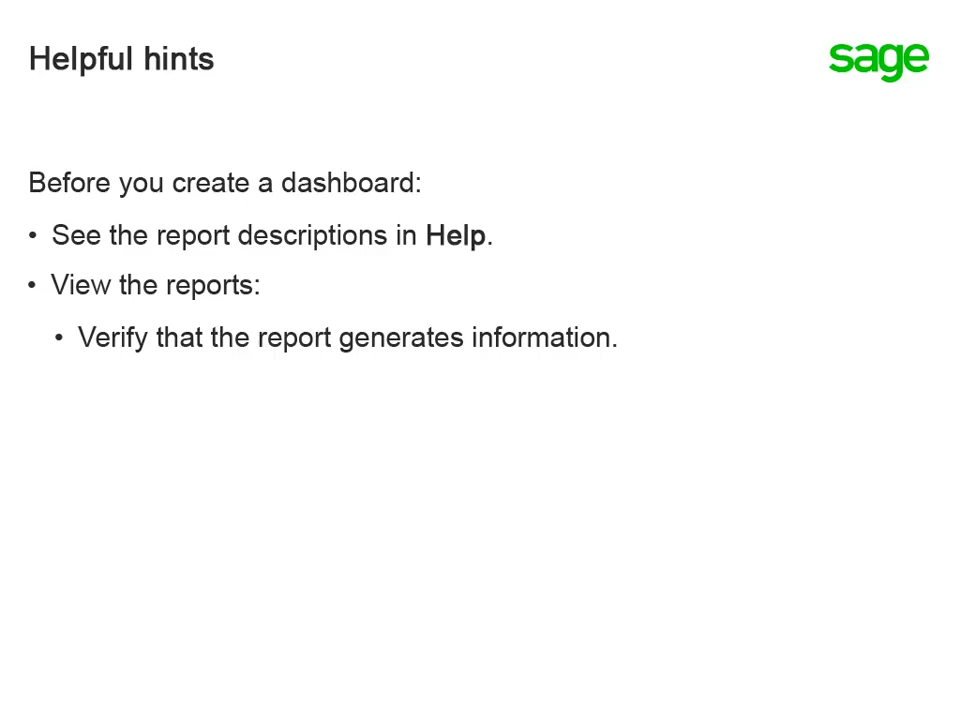 Helpful hints
sage
Before you create a dashboard:
• See the report descriptions in Help.
• View the reports:
• Verify that the report generates information.